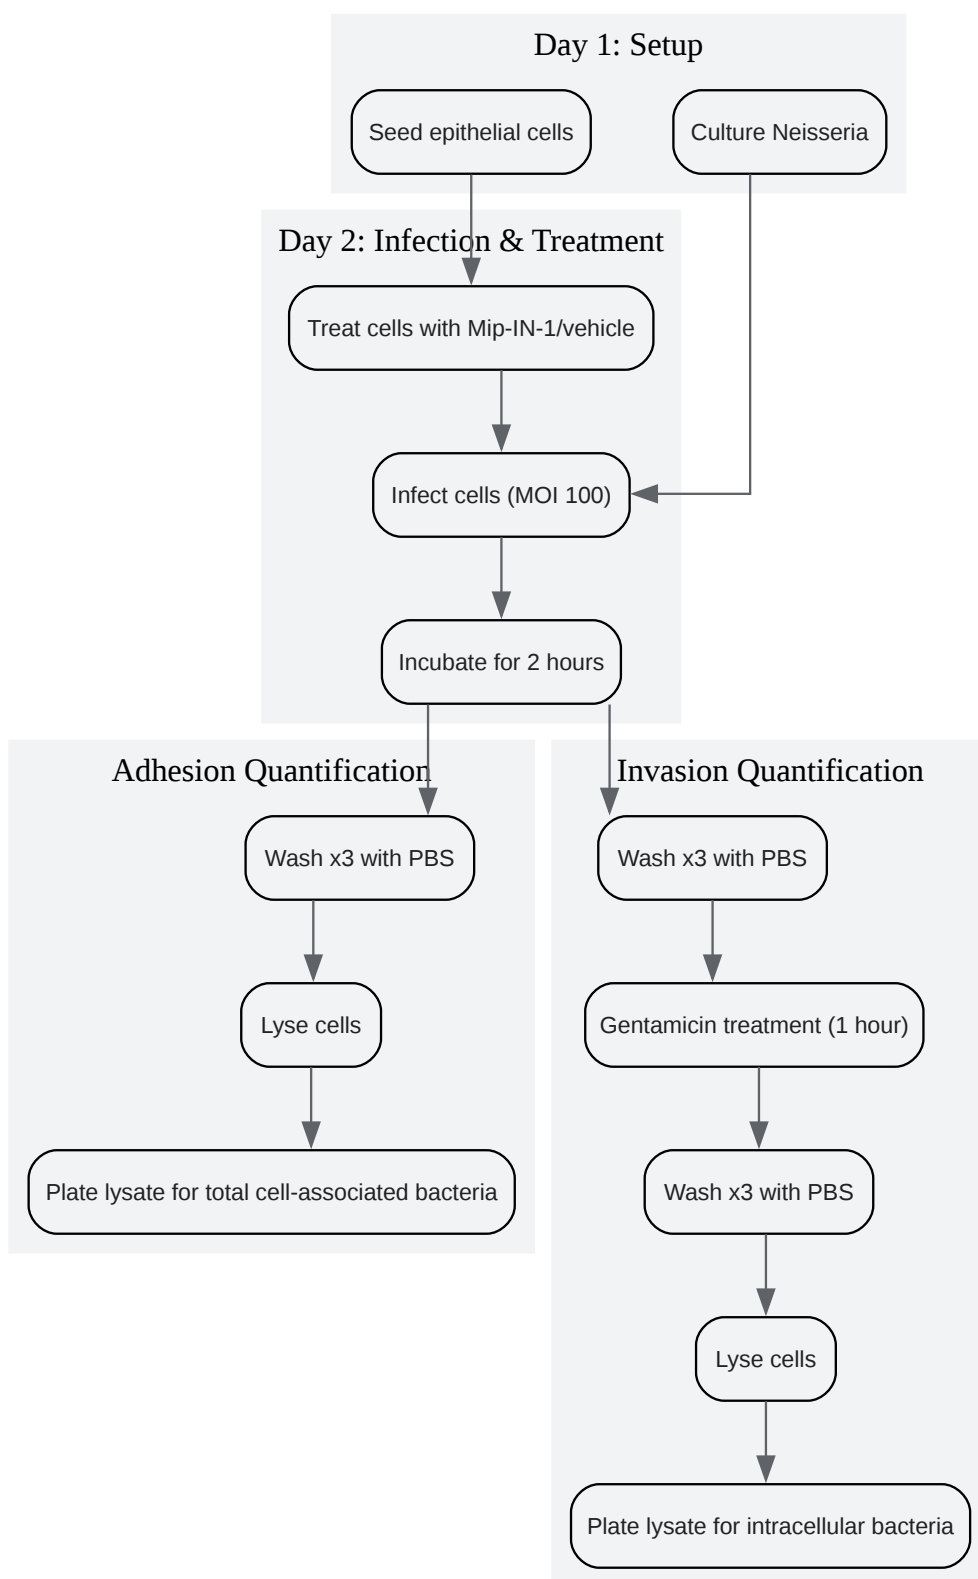 Day 1: Setup
Seed epithelial cells
Culture Neisseria
Day 2: Infection & Treatment
Treat cells with Mip-IN-1/vehicle
Infect cells (MOI 100)
Incubate for 2 hours
Adhesion Quantification
Wash x3 with PBS
Lyse cells
Plate lysate for total cell-associated bacteria
Invasion Quantification
Wash x3 with PBS
Gentamicin treatment (1 hour)
Wash x3 with PBS
Lyse cells
Plate lysate for intracellular bacteria